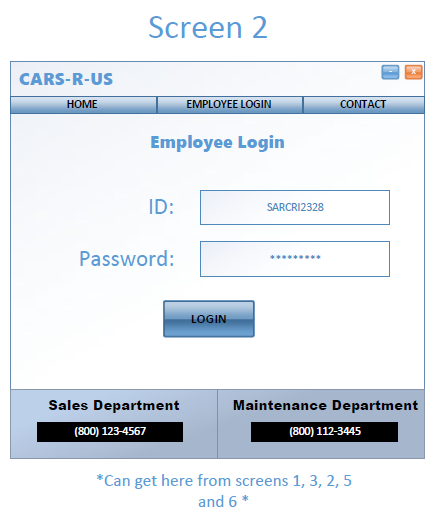 Screen 2
CARS-R-US
- x
HOME EMPLOYEE LOGIN CONTACT
Employee Login
ID: SARCRI2328
Password: *********
LOGIN
Sales Department Maintenance Department
(800) 123-4567 (800) 112-3445
*Can get here from screens 1, 3, 2, 5
and 6 *